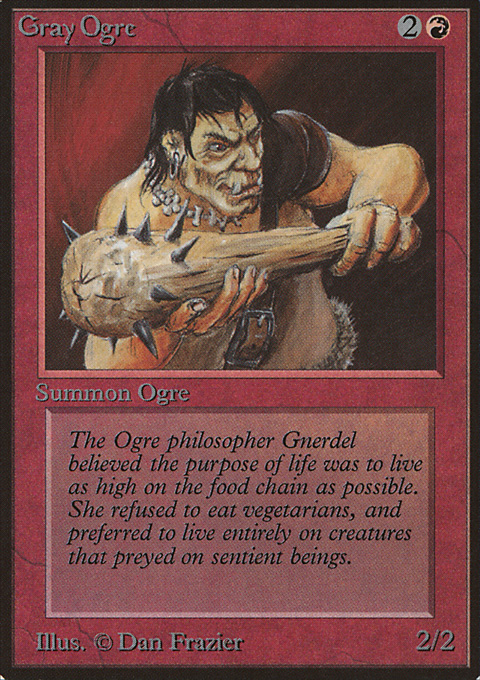 Gray Ogre 2
Summon Ogre
The Ogre philosopher Gnerdel
believed the purpose of life was to live
as high on the food chain as possible.
She refused to eat vegetarians, and
preferred to live entirely on creatures
that preyed on sentient beings.
Illus. © Dan Frazier 2/2